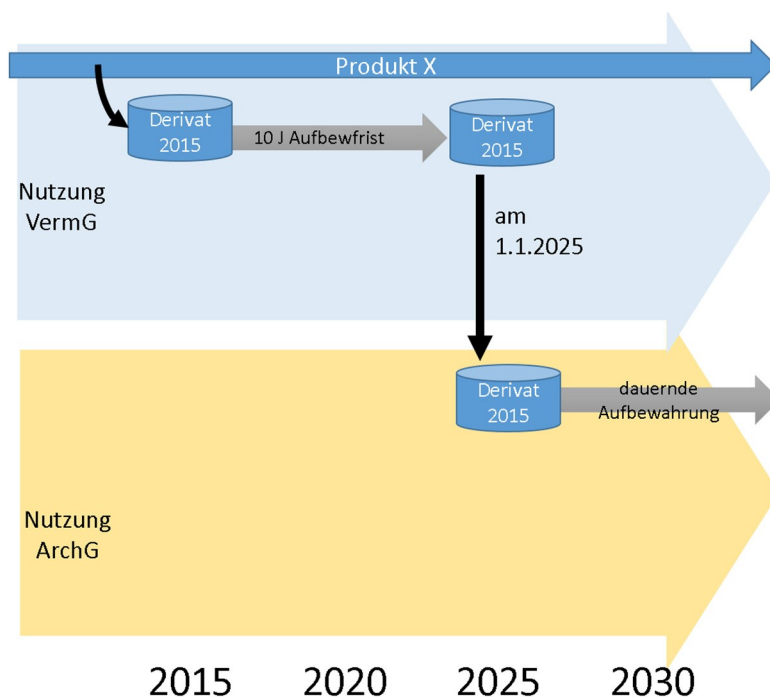 Produkt X
Derivat
2015
10 J Aufbewfrist
Derivat
2015
Nutzung
VermG
am
1.1.2025
Derivat
2015
dauernde
Aufbewahrung
Nutzung
ArchG
2015 2020 2025 2030